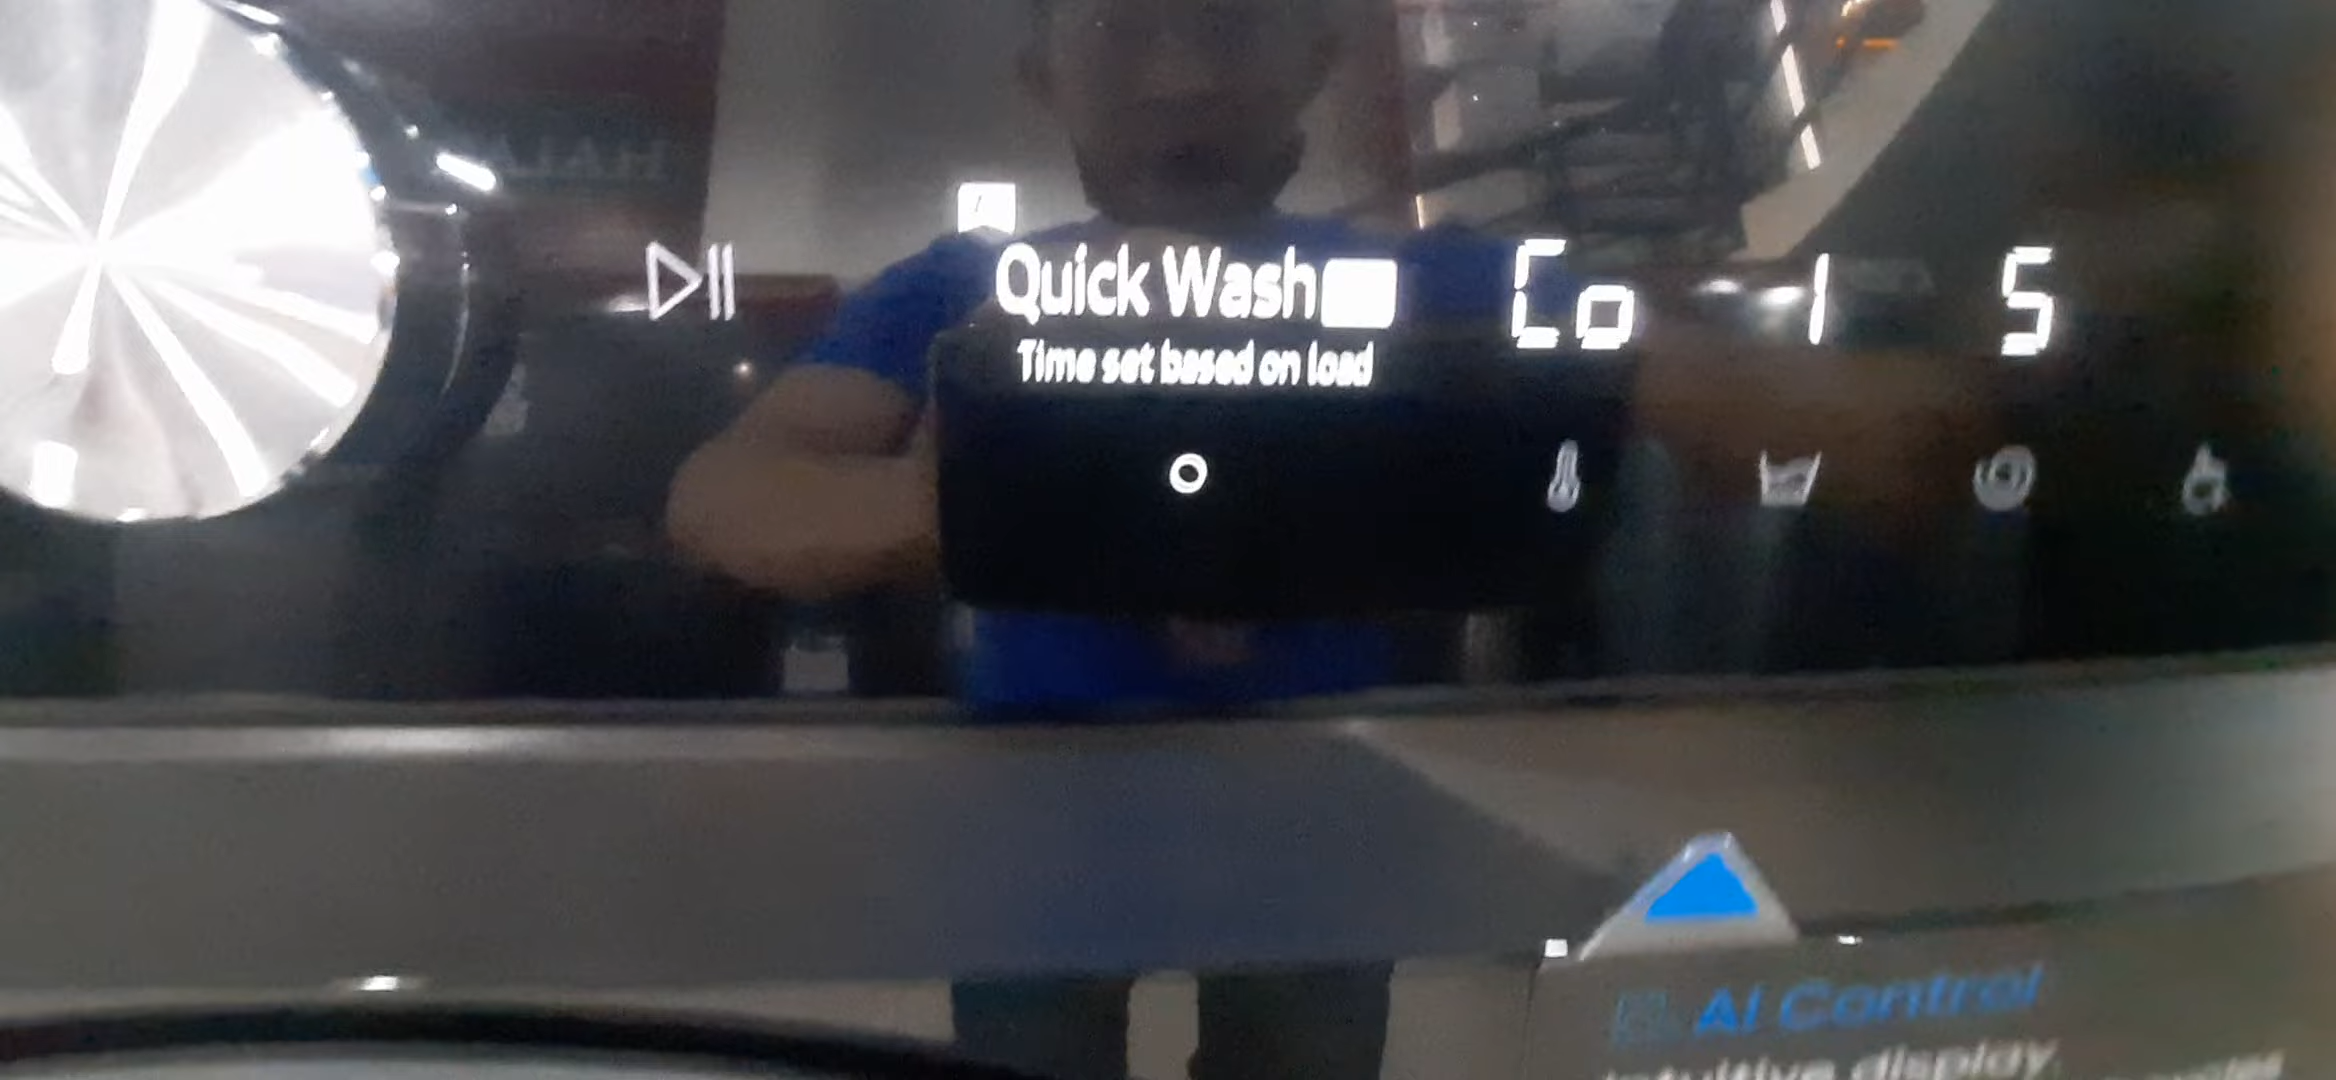 Quick Wash
Co 1 5
Time set based on load
AI Control
intuitive display